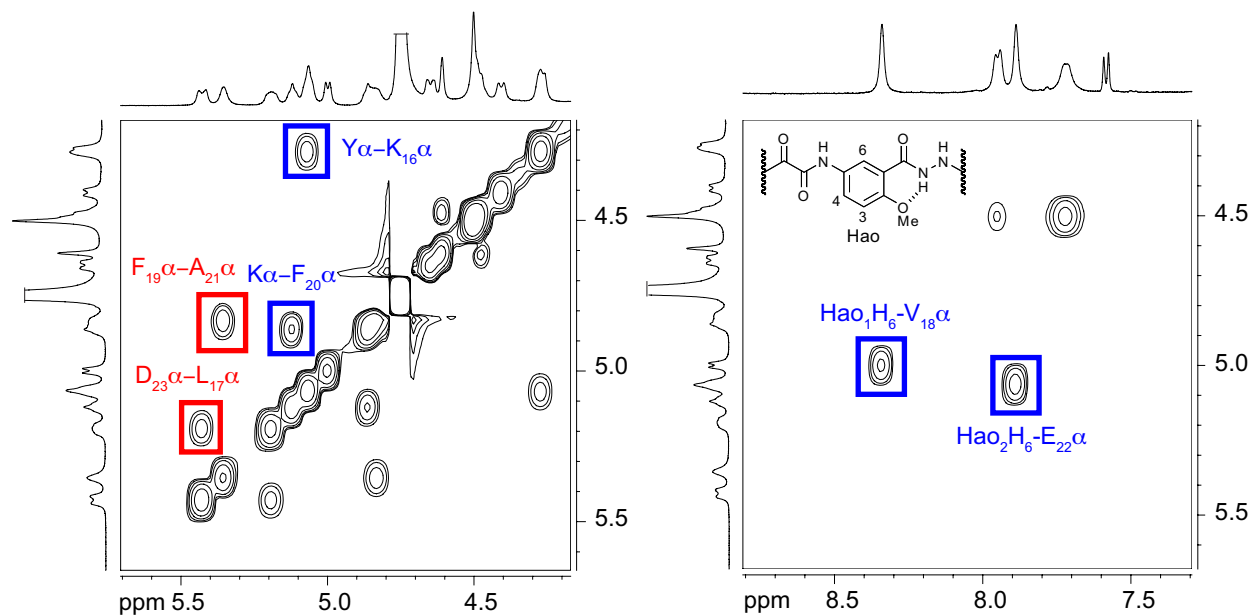 Yα−K₁₆α
F₁₉α−A₂₁α
Kα−F₂₀α
D₂₃α−L₁₇α
4.5
5.0
5.5
ppm 5.5 5.0 4.5
O H 6 O H
N N N
O H
4 3 O
Me
Hao
Hao₁H₆-V₁₈α
Hao₂H₆-E₂₂α
4.5
5.0
5.5
ppm 8.5 8.0 7.5